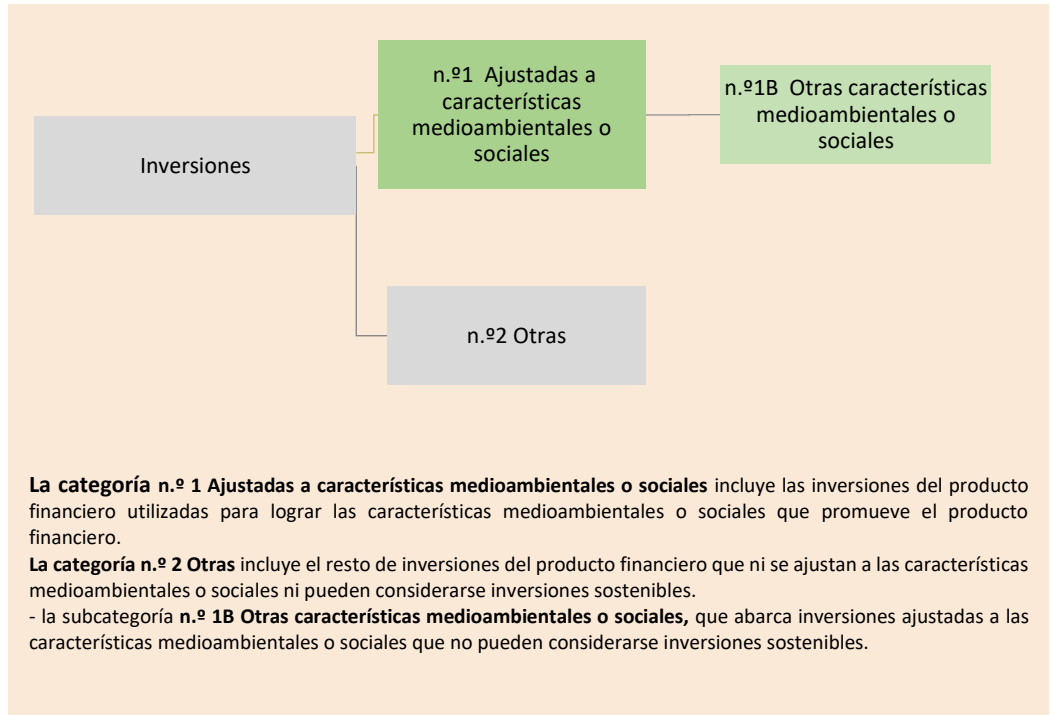 n.º1 Ajustadas a
características
medioambientales o
sociales
n.º1B Otras características
medioambientales o
sociales
Inversiones
n.º2 Otras
La categoría n.º 1 Ajustadas a características medioambientales o sociales incluye las inversiones del producto
financiero utilizadas para lograr las características medioambientales o sociales que promueve el producto
financiero.
La categoría n.º 2 Otras incluye el resto de inversiones del producto financiero que ni se ajustan a las características
medioambientales o sociales ni pueden considerarse inversiones sostenibles.
- la subcategoría n.º 1B Otras características medioambientales o sociales, que abarca inversiones ajustadas a las
características medioambientales o sociales que no pueden considerarse inversiones sostenibles.